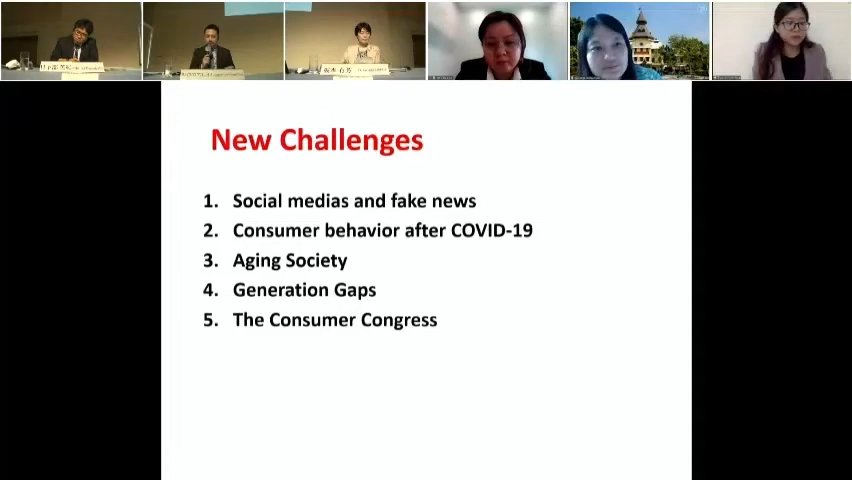 New Challenges
1. Social medias and fake news
2. Consumer behavior after COVID-19
3. Aging Society
4. Generation Gaps
5. The Consumer Congress